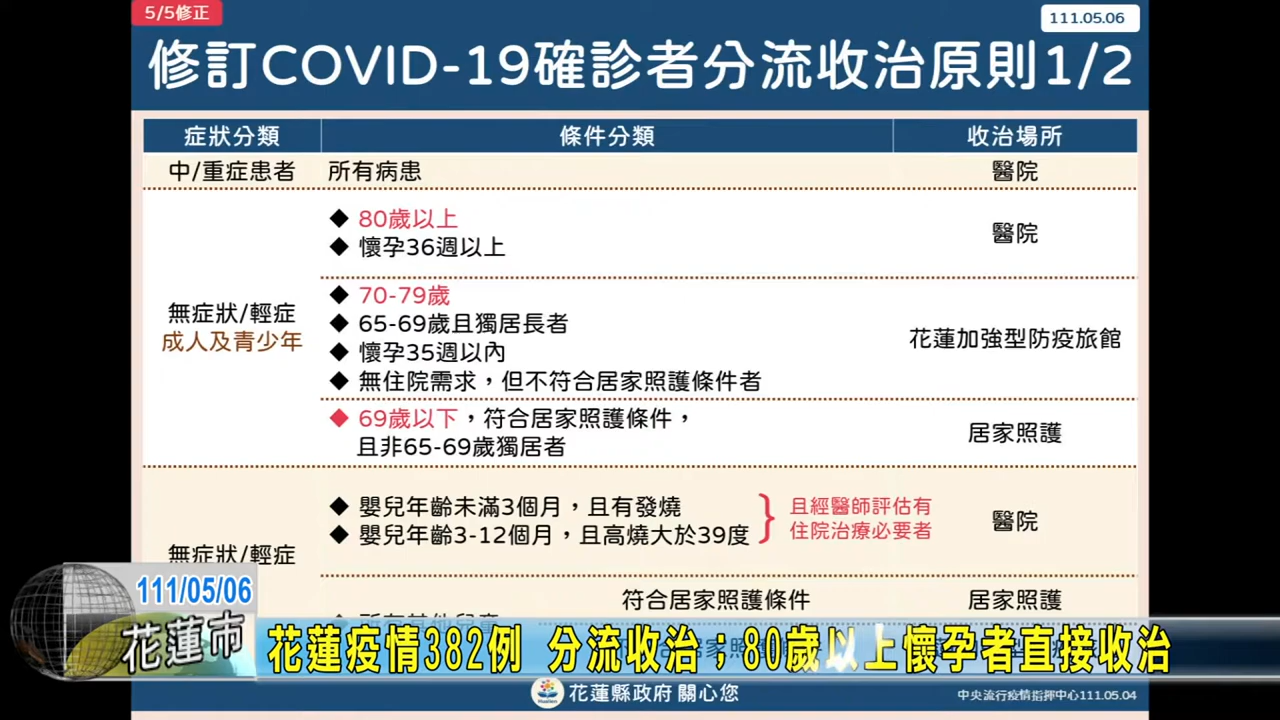 5/5修正
111.05.06
修訂COVID-19確診者分流收治原則1/2
症狀分類 條件分類 收治場所
中/重症患者 所有病患 醫院
◆ 80歲以上
◆ 懷孕36週以上
醫院
無症狀/輕症
成人及青少年
◆ 70-79歲
◆ 65-69歲且獨居長者
◆ 懷孕35週以內
◆ 無住院需求，但不符合居家照護條件者
花蓮加強型防疫旅館
◆ 69歲以下，符合居家照護條件，
且非65-69歲獨居者
居家照護
無症狀/輕症
◆ 嬰兒年齡未滿3個月，且有發燒
◆ 嬰兒年齡3-12個月，且高燒大於39度
且經醫師評估有
住院治療必要者
醫院
符合居家照護條件 居家照護
111/05/06
花蓮市
花蓮疫情382例 分流收治；80歲以上懷孕者直接收治
花蓮縣政府 關心您
中央流行疫情指揮中心111.05.04